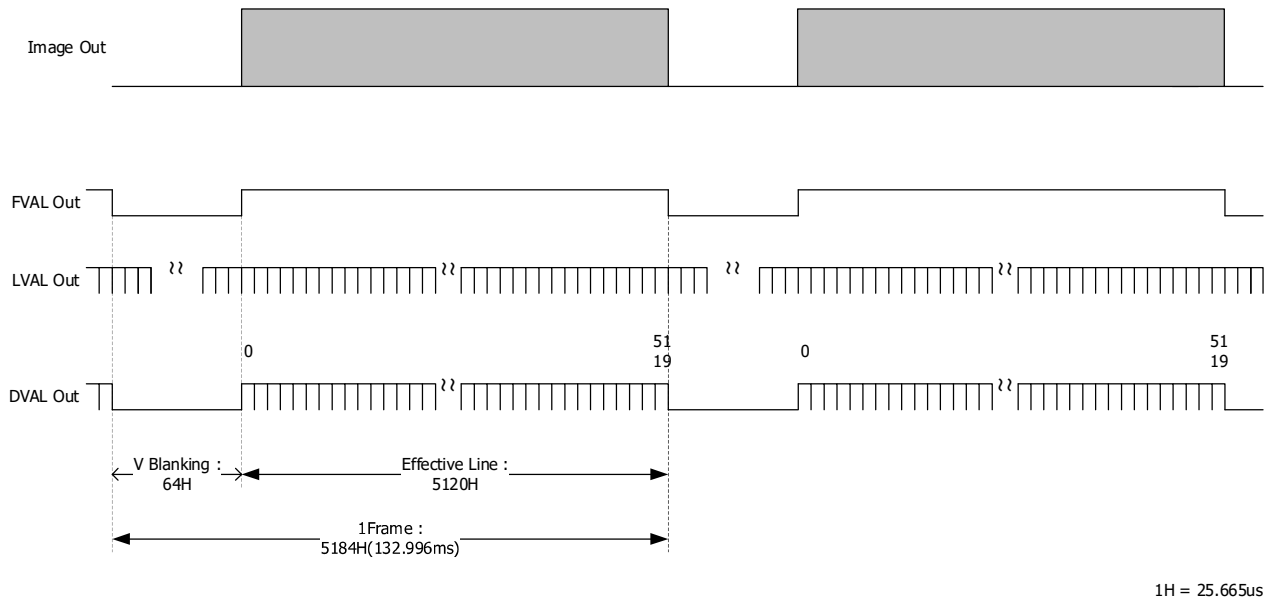 Image Out
FVAL Out
LVAL Out
0
51
19
0
51
19
DVAL Out
V Blanking :
64H
Effective Line :
5120H
1Frame :
5184H(132.996ms)
1H = 25.665us